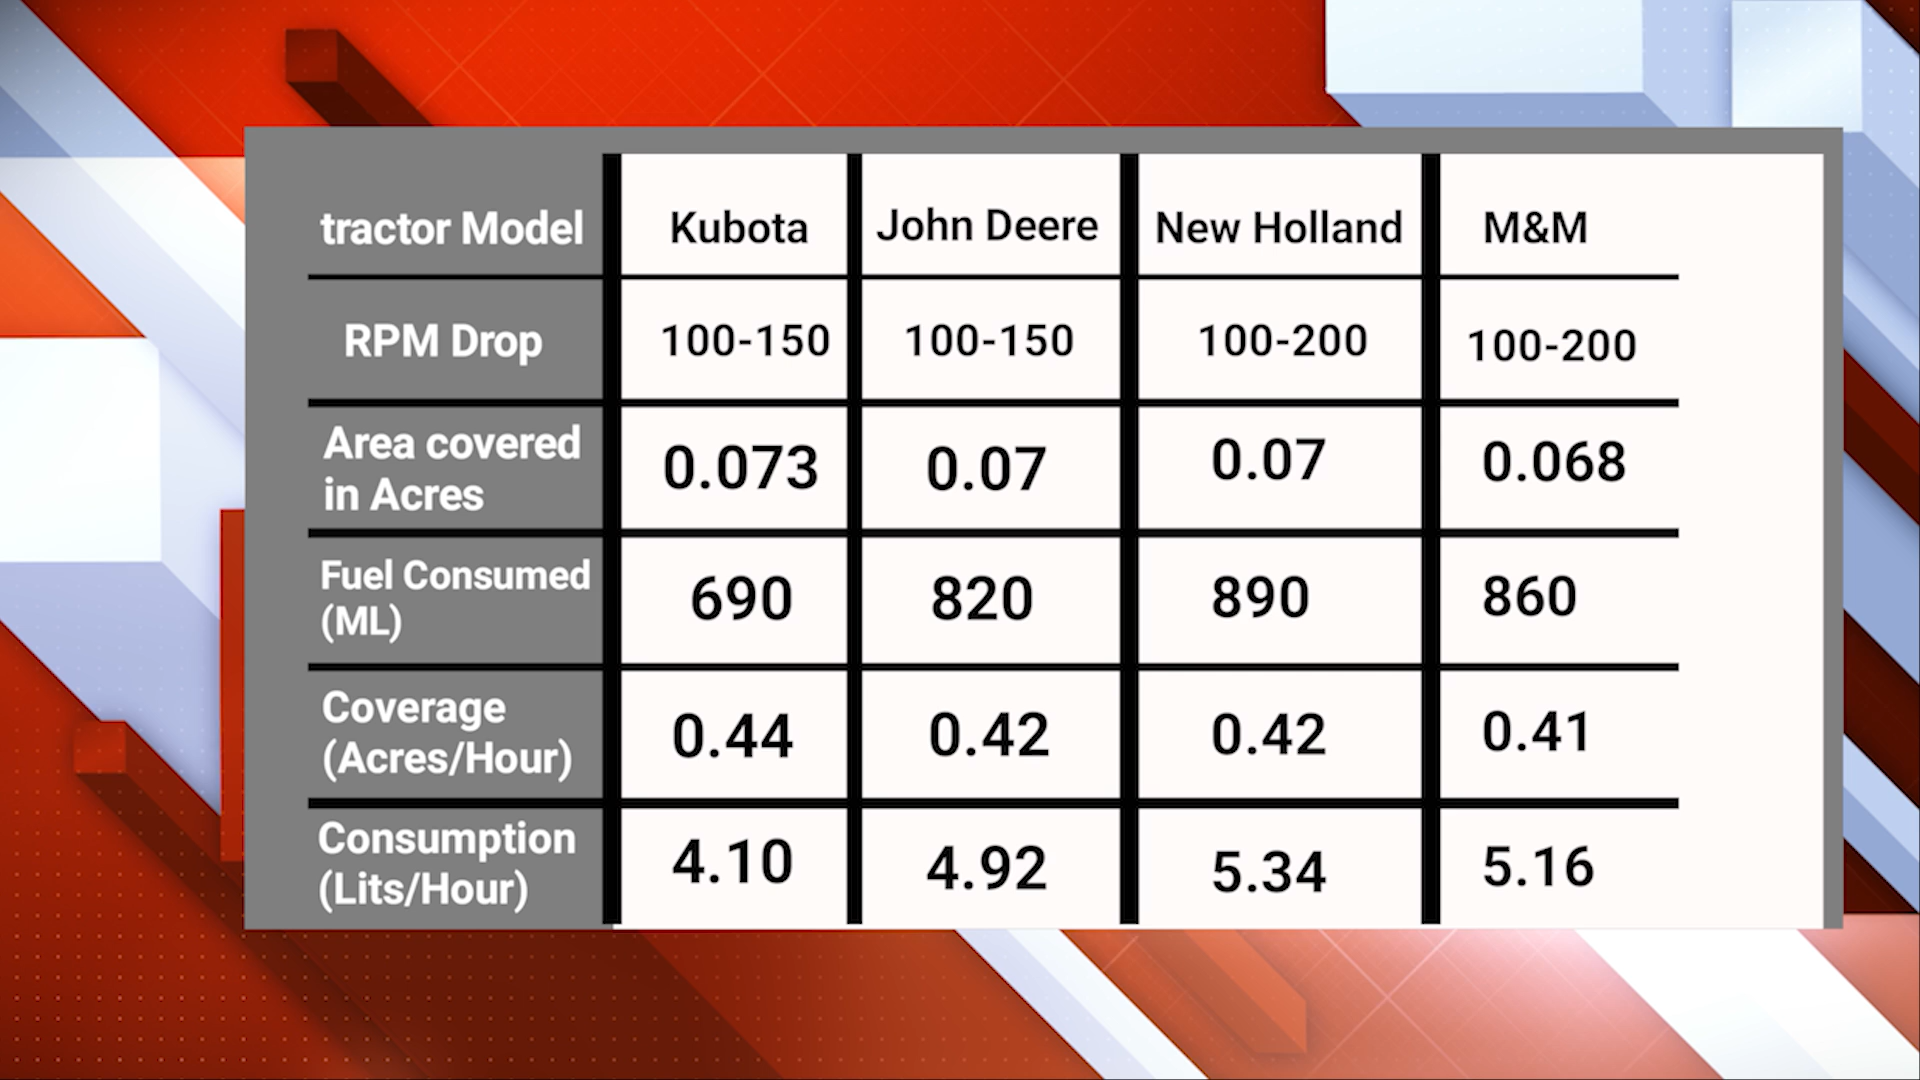 tractor Model Kubota John Deere New Holland M&M
RPM Drop 100-150 100-150 100-200 100-200
Area covered
in Acres 0.073 0.07 0.07 0.068
Fuel Consumed
(ML) 690 820 890 860
Coverage
(Acres/Hour) 0.44 0.42 0.42 0.41
Consumption
(Lits/Hour) 4.10 4.92 5.34 5.16